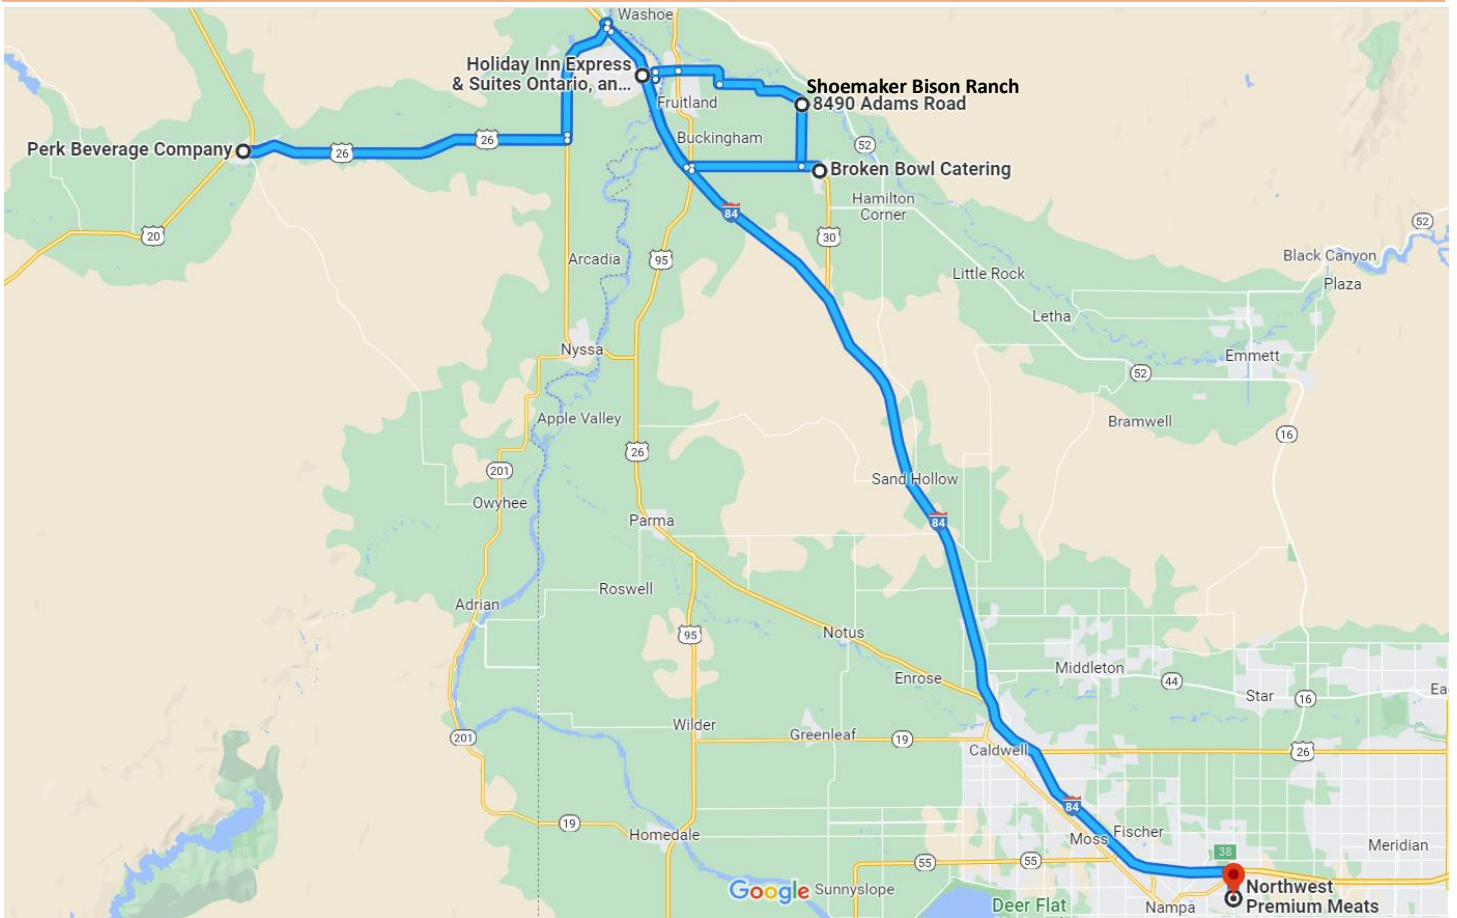 Washoe
Holiday Inn Express
& Suites Ontario, an...
Shoemaker Bison Ranch
8490 Adams Road
Fruitland
Perk Beverage Company
26
26
Buckingham
52
Broken Bowl Catering
84
Hamilton
Corner
20
30
52
Arcadia
95
Black Canyon
Little Rock
Plaza
Letha
Nyssa
Emmett
52
Apple Valley
Bramwell
16
26
201
Sand Hollow
Owyhee
Parma
84
Roswell
Adrian
95
Notus
Middleton
Enrose
44
Star
16
Ea
Wilder
201
Greenleaf
19
Caldwell
26
84
19
Homedale
Moss
Fischer
38
Meridian
55
55
Google
Sunnyslope
Northwest
Premium Meats
Deer Flat
Nampa